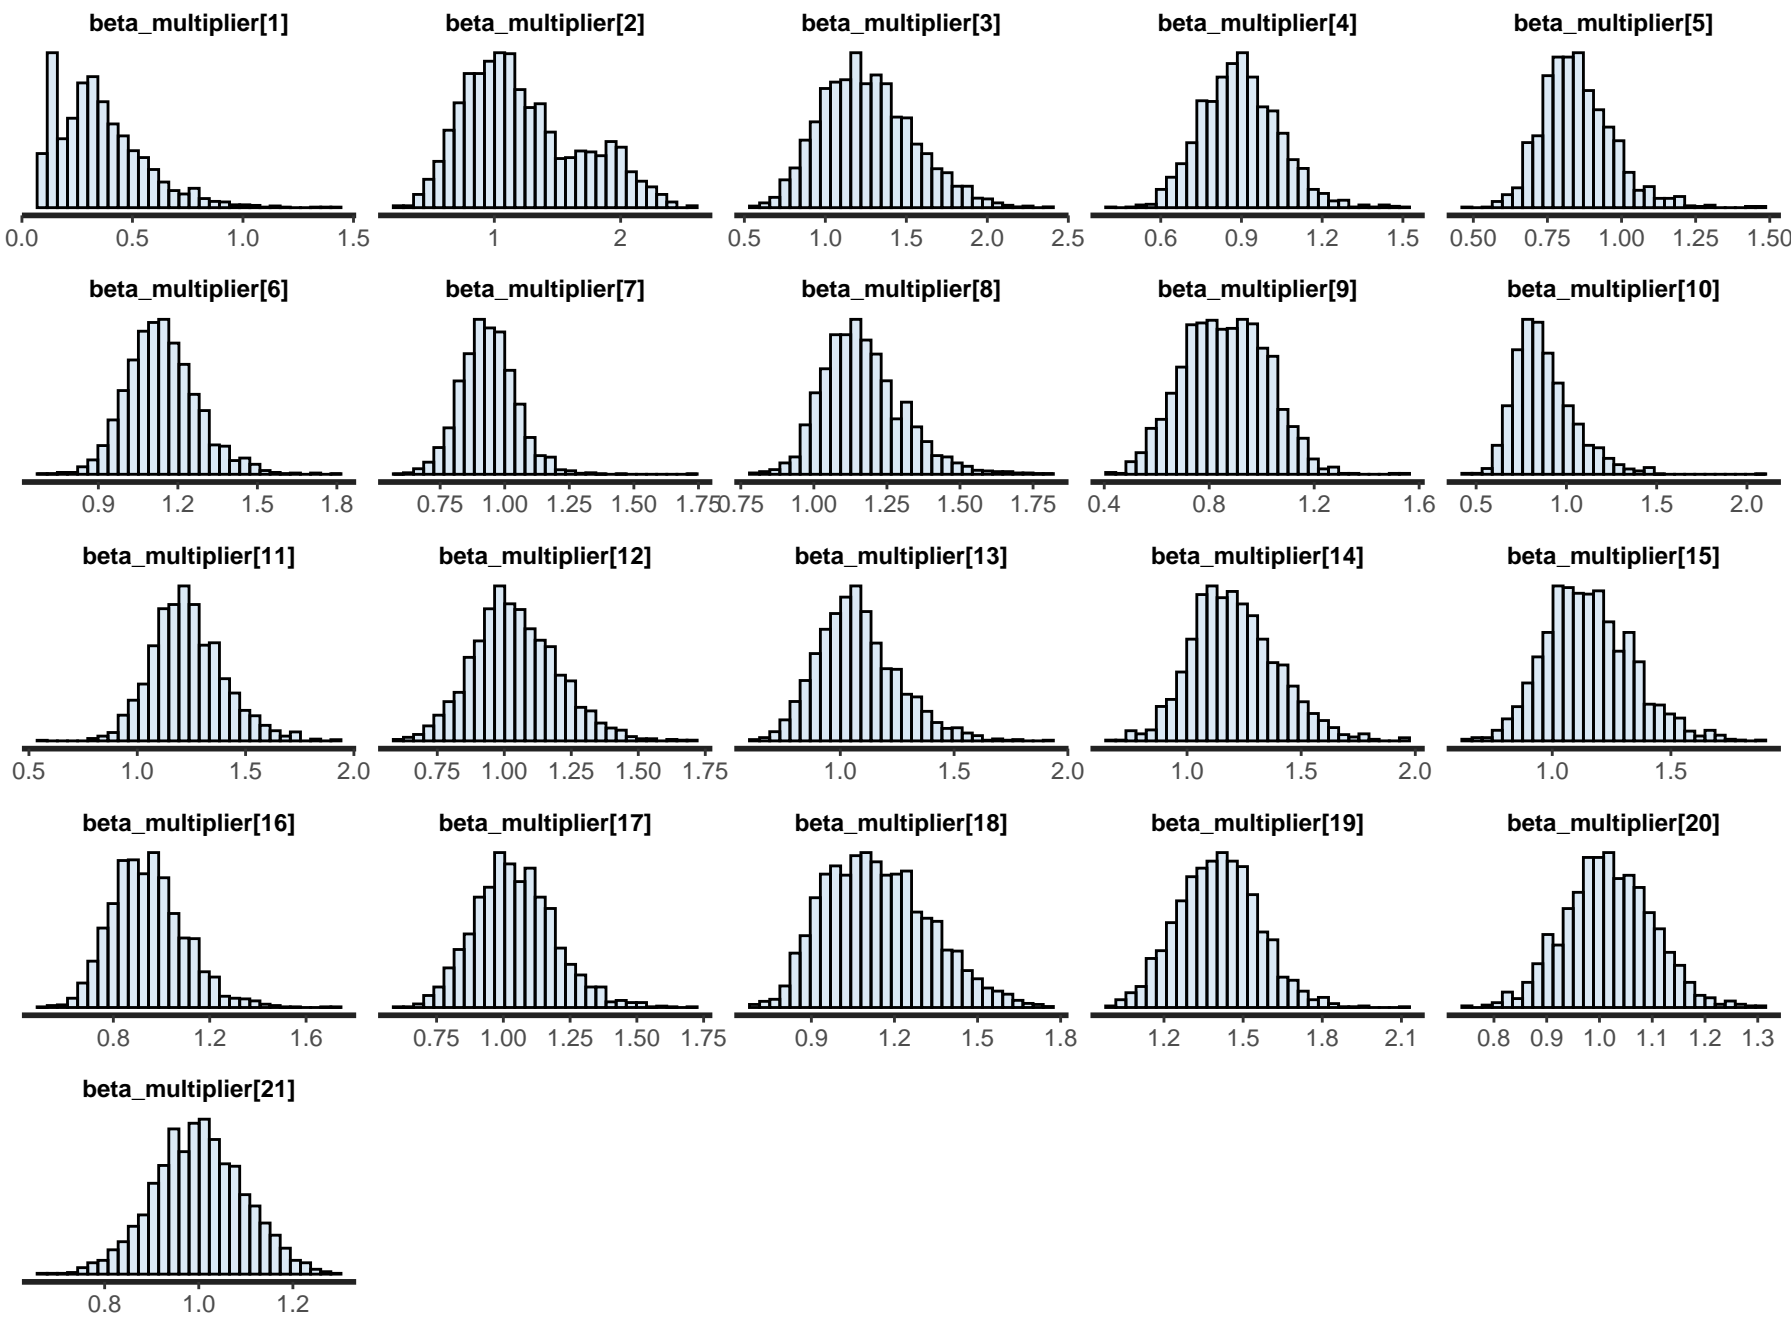 beta_multiplier[1] beta_multiplier[2] beta_multiplier[3] beta_multiplier[4] beta_multiplier[5]
0.0 0.5 1.0 1.5 1 2 0.5 1.0 1.5 2.0 2.5 0.6 0.9 1.2 1.5 0.50 0.75 1.00 1.25 1.50
beta_multiplier[6] beta_multiplier[7] beta_multiplier[8] beta_multiplier[9] beta_multiplier[10]
0.9 1.2 1.5 1.8 0.75 1.00 1.25 1.50 1.75 0.75 1.00 1.25 1.50 1.75 0.4 0.8 1.2 1.6 0.5 1.0 1.5 2.0
beta_multiplier[11] beta_multiplier[12] beta_multiplier[13] beta_multiplier[14] beta_multiplier[15]
0.5 1.0 1.5 2.0 0.75 1.00 1.25 1.50 1.75 1.0 1.5 2.0 1.0 1.5 2.0 1.0 1.5
beta_multiplier[16] beta_multiplier[17] beta_multiplier[18] beta_multiplier[19] beta_multiplier[20]
0.8 1.2 1.6 0.75 1.00 1.25 1.50 1.75 0.9 1.2 1.5 1.8 1.2 1.5 1.8 2.1 0.8 0.9 1.0 1.1 1.2 1.3
beta_multiplier[21]
0.8 1.0 1.2